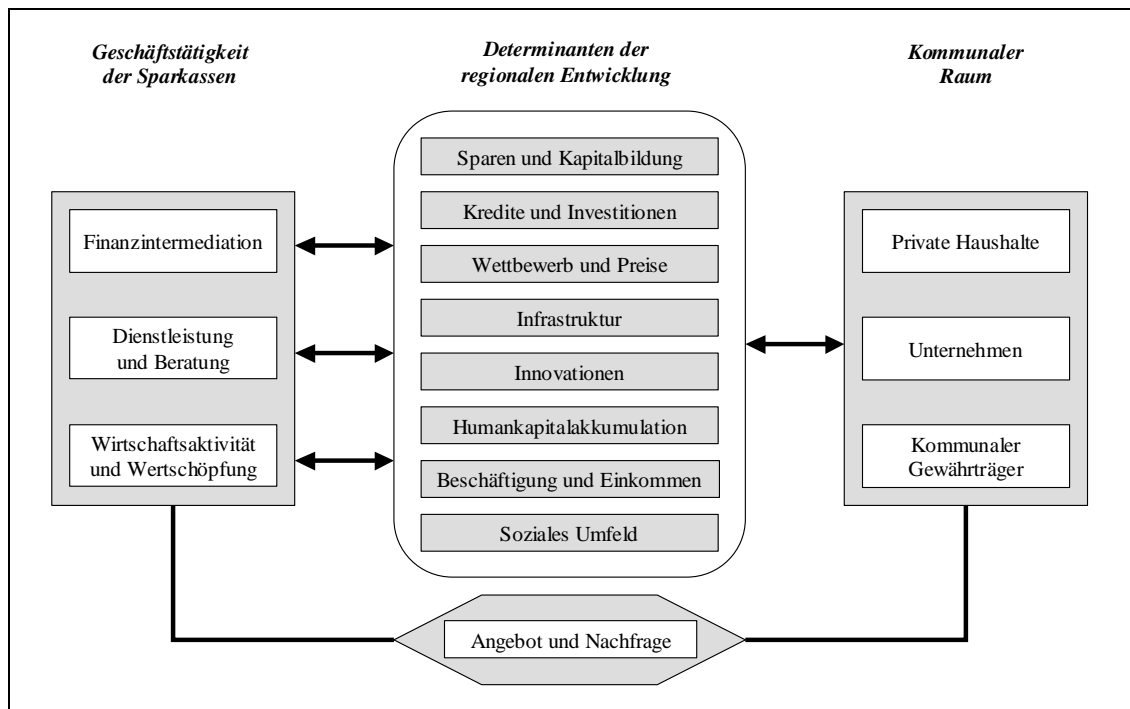 Geschäftstätigkeit
der Sparkassen
Determinanten der
regionalen Entwicklung
Kommunaler
Raum
Finanzintermediation
Dienstleistung
und Beratung
Wirtschaftsaktivität
und Wertschöpfung
Sparen und Kapitalbildung
Kredite und Investitionen
Wettbewerb und Preise
Infrastruktur
Innovationen
Humankapitalakkumulation
Beschäftigung und Einkommen
Soziales Umfeld
Private Haushalte
Unternehmen
Kommunaler
Gewährträger
Angebot und Nachfrage